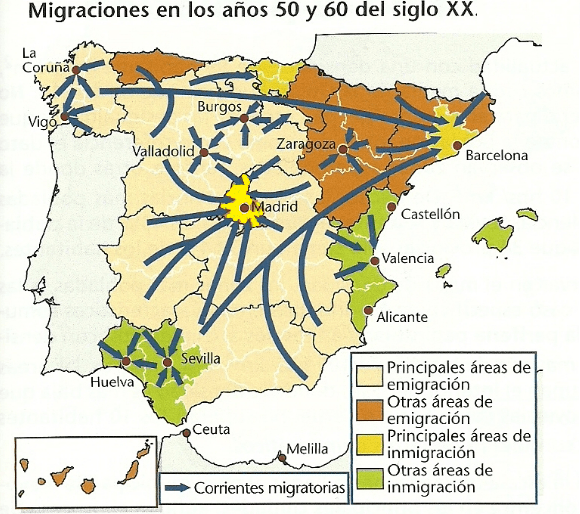 Migraciones en los años 50 y 60 del siglo XX.
La
Coruña
Vigo
Burgos
Valladolid
Zaragoza
Barcelona
Madrid
Castellón
Valencia
Alicante
Sevilla
Huelva
Ceuta
Melilla
Principales áreas de
emigración
Otras áreas de
emigración
Principales áreas de
inmigración
Otras áreas de
inmigración
Corrientes migratorias